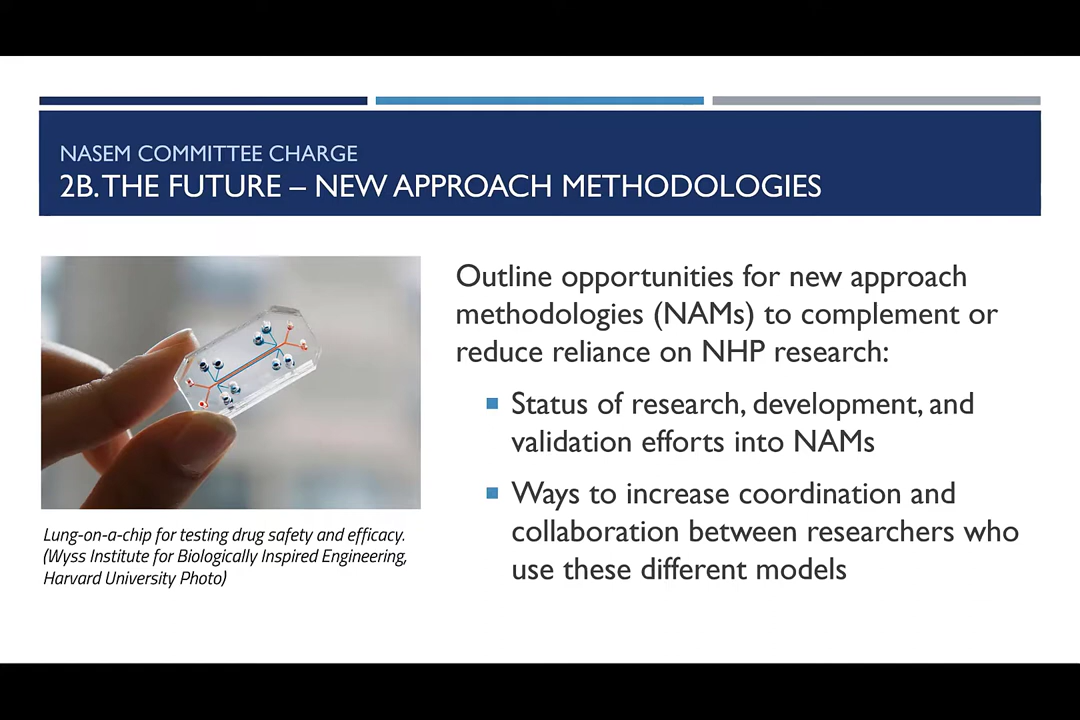 NASEM COMMITTEE CHARGE
2B. THE FUTURE – NEW APPROACH METHODOLOGIES
Outline opportunities for new approach
methodologies (NAMs) to complement or
reduce reliance on NHP research:
Status of research, development, and
validation efforts into NAMs
Ways to increase coordination and
collaboration between researchers who
use these different models
Lung-on-a-chip for testing drug safety and efficacy.
(Wyss Institute for Biologically Inspired Engineering,
Harvard University Photo)